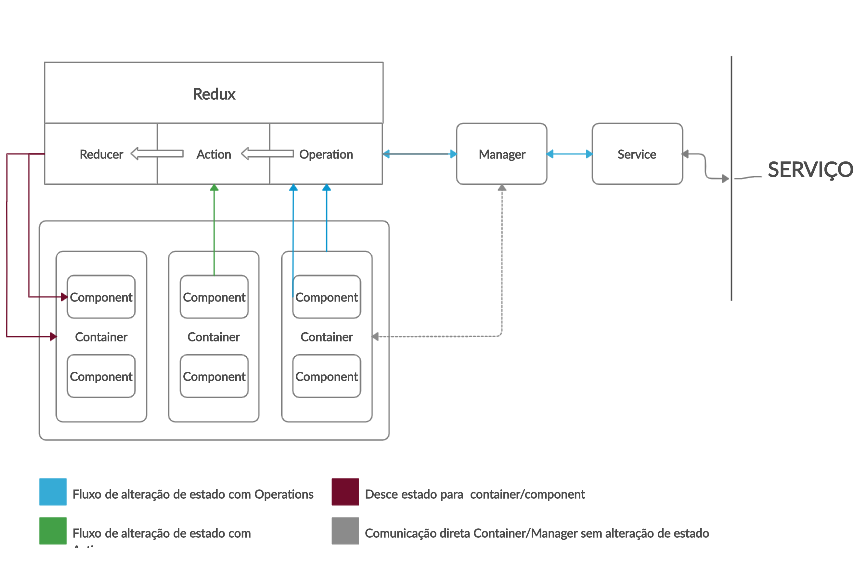 Redux
Reducer
Action
Operation
Manager
Service
SERVIÇO
Component
Component
Component
Container
Container
Container
Component
Component
Component
Fluxo de alteração de estado com Operations
Desce estado para container/component
Fluxo de alteração de estado com
Comunicação direta Container/Manager sem alteração de estado